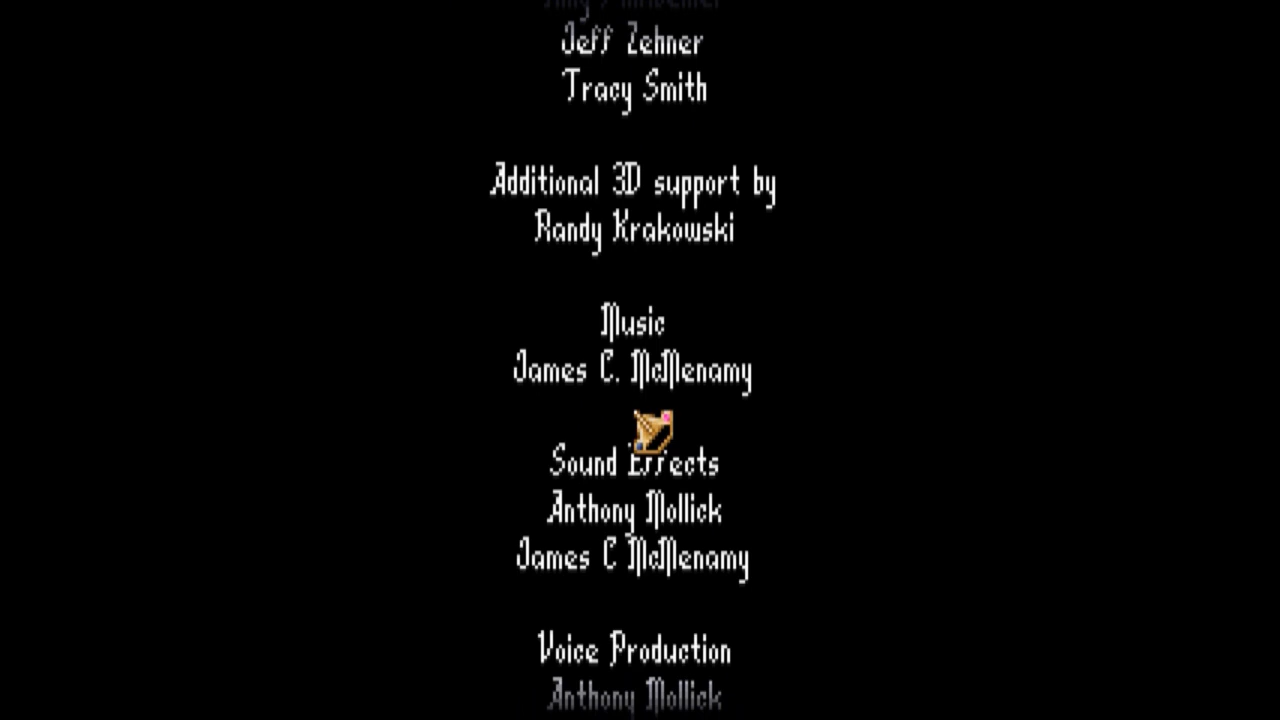 Jeff Zehner
Tracy Smith
Additional 3D support by
Randy Krakowski
Music
James C. McMenamy
Sound Effects
Anthony Mollick
James C McMenamy
Voice Production
Anthony Mollick